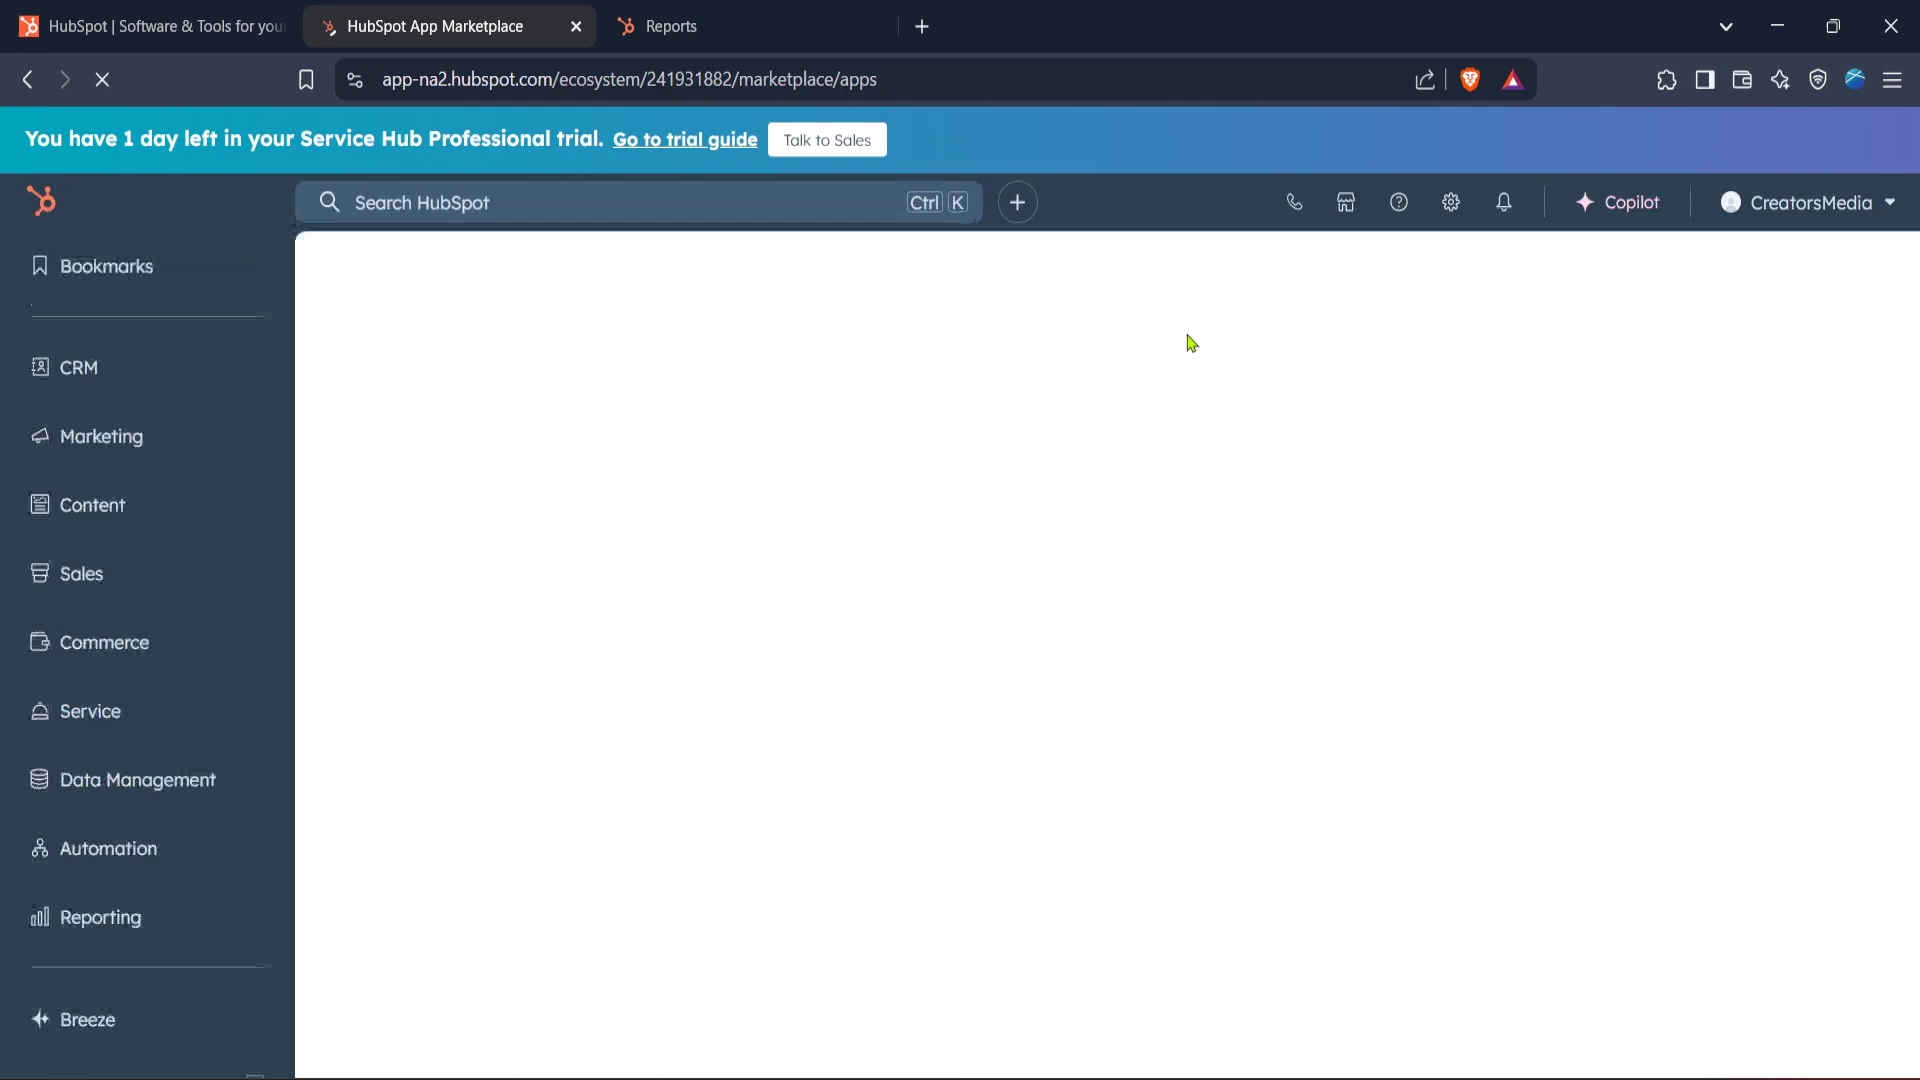 HubSpot | Software & Tools for you
HubSpot App Marketplace
Reports
app-na2.hubspot.com/ecosystem/241931882/marketplace/apps
You have 1 day left in your Service Hub Professional trial. Go to trial guide Talk to Sales
Search HubSpot Ctrl K
Copilot
CreatorsMedia
Bookmarks
CRM
Marketing
Content
Sales
Commerce
Service
Data Management
Automation
Reporting
Breeze